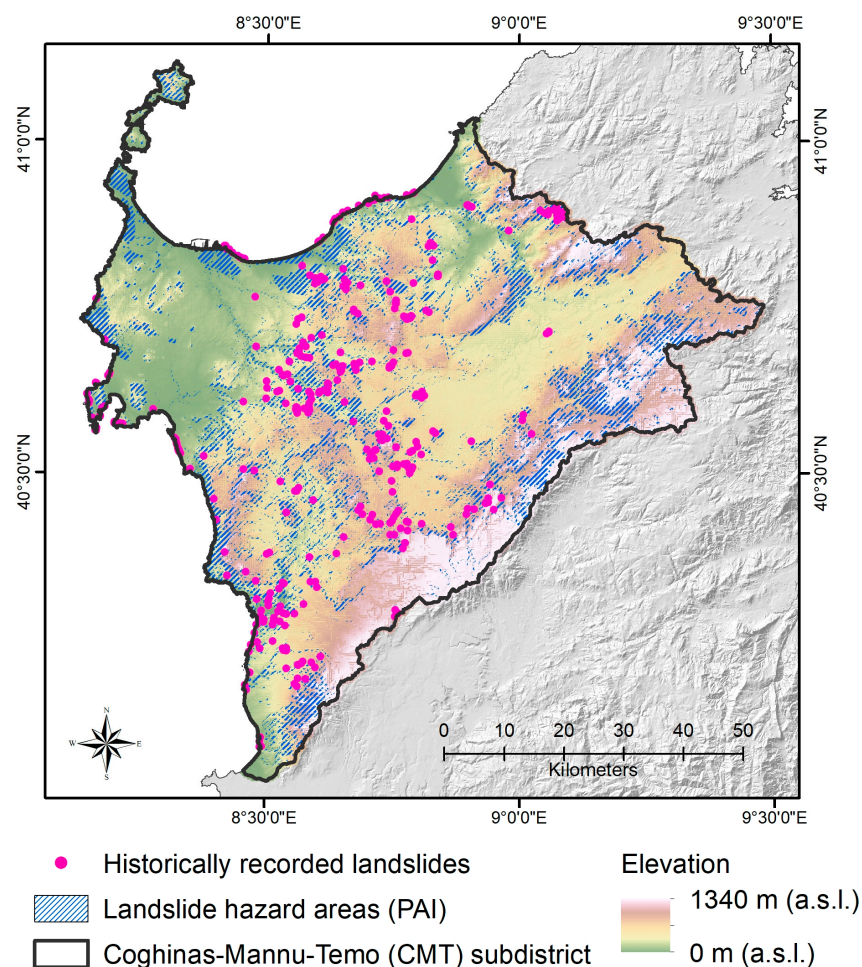 8°30'0"E 9°0'0"E 9°30'0"E
41°0'0"N 41°0'0"N
40°30'0"N 40°30'0"N
N
W E
S
0 10 20 30 40 50
Kilometers
8°30'0"E 9°0'0"E 9°30'0"E
Historically recorded landslides
Landslide hazard areas (PAI)
Coghinas-Mannu-Temo (CMT) subdistrict
Elevation
1340 m (a.s.l.)
0 m (a.s.l.)